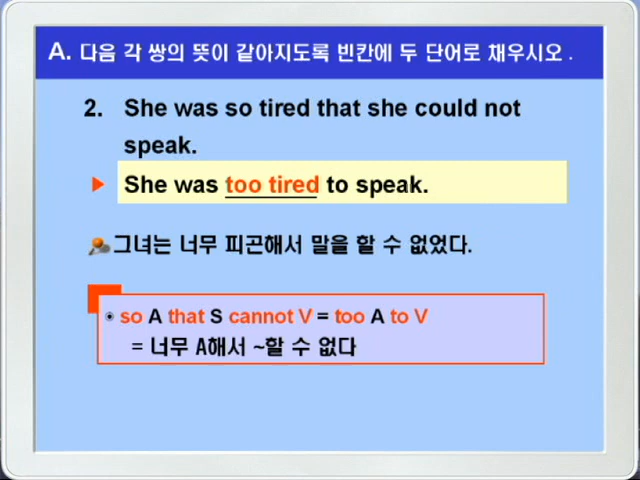 A. 다음 각 쌍의 뜻이 같아지도록 빈칸에 두 단어로 채우시오 .
2. She was so tired that she could not
speak.
She was too tired to speak.
그녀는 너무 피곤해서 말을 할 수 없었다.
so A that S cannot V = too A to V
= 너무 A해서 ~할 수 없다